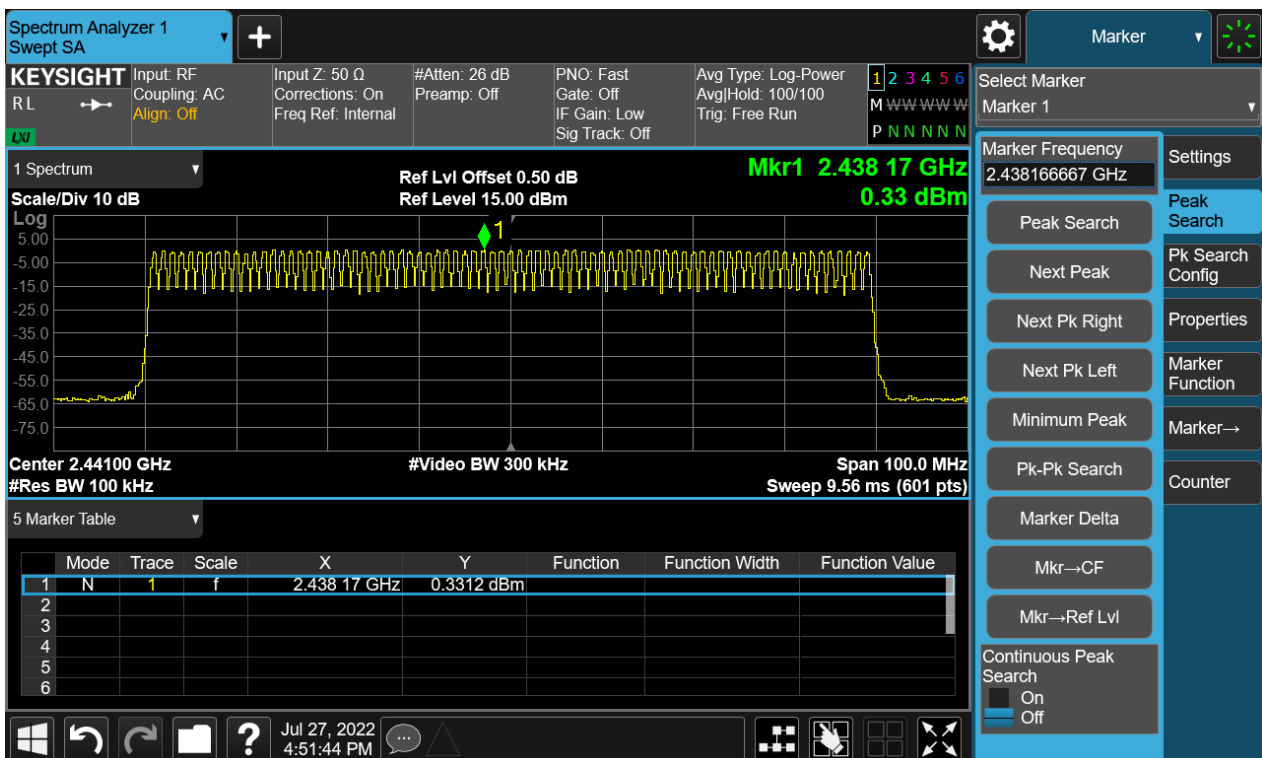 Spectrum Analyzer 1
Swept SA
+
Marker
KEYSIGHT
R L
LXI
Input: RF
Coupling: AC
Align: Off
Input Z: 50 Ω
Corrections: On
Freq Ref: Internal
#Atten: 26 dB
Preamp: Off
PNO: Fast
Gate: Off
IF Gain: Low
Sig Track: Off
Avg Type: Log-Power
Avg|Hold: 100/100
Trig: Free Run
1 2 3 4 5 6
M W W W W W
P N N N N N
Select Marker
Marker 1
1 Spectrum
Scale/Div 10 dB
Ref Lvl Offset 0.50 dB
Ref Level 15.00 dBm
Mkr1 2.438 17 GHz
0.33 dBm
Log
1
5.00
-5.00
-15.0
-25.0
-35.0
-45.0
-55.0
-65.0
-75.0
Center 2.44100 GHz
#Video BW 300 kHz
Span 100.0 MHz
#Res BW 100 kHz
Sweep 9.56 ms (601 pts)
Marker Frequency
2.438166667 GHz
Peak Search
Next Peak
Next Pk Right
Next Pk Left
Minimum Peak
Pk-Pk Search
Marker Delta
Mkr→CF
Mkr→Ref Lvl
Continuous Peak
Search
On
Off
Settings
Peak
Search
Pk Search
Config
Properties
Marker
Function
Marker→
Counter
5 Marker Table
Mode Trace Scale X Y Function Function Width Function Value
1 N 1 f 2.438 17 GHz 0.3312 dBm
2
3
4
5
6
?
Jul 27, 2022
4:51:44 PM